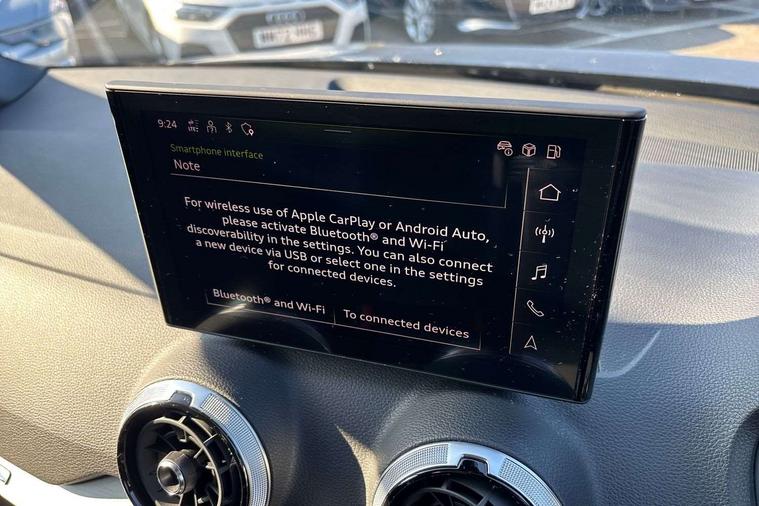 9:24
Smartphone interface
Note
For wireless use of Apple CarPlay or Android Auto,
please activate Bluetooth® and Wi-Fi
discoverability in the settings. You can also connect
a new device via USB or select one in the settings
for connected devices.
Bluetooth® and Wi-Fi
To connected devices